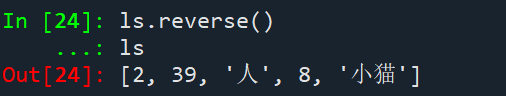 In [24]: ls.reverse()
    ...: ls
Out[24]: [2, 39, '人', 8, '小猫']